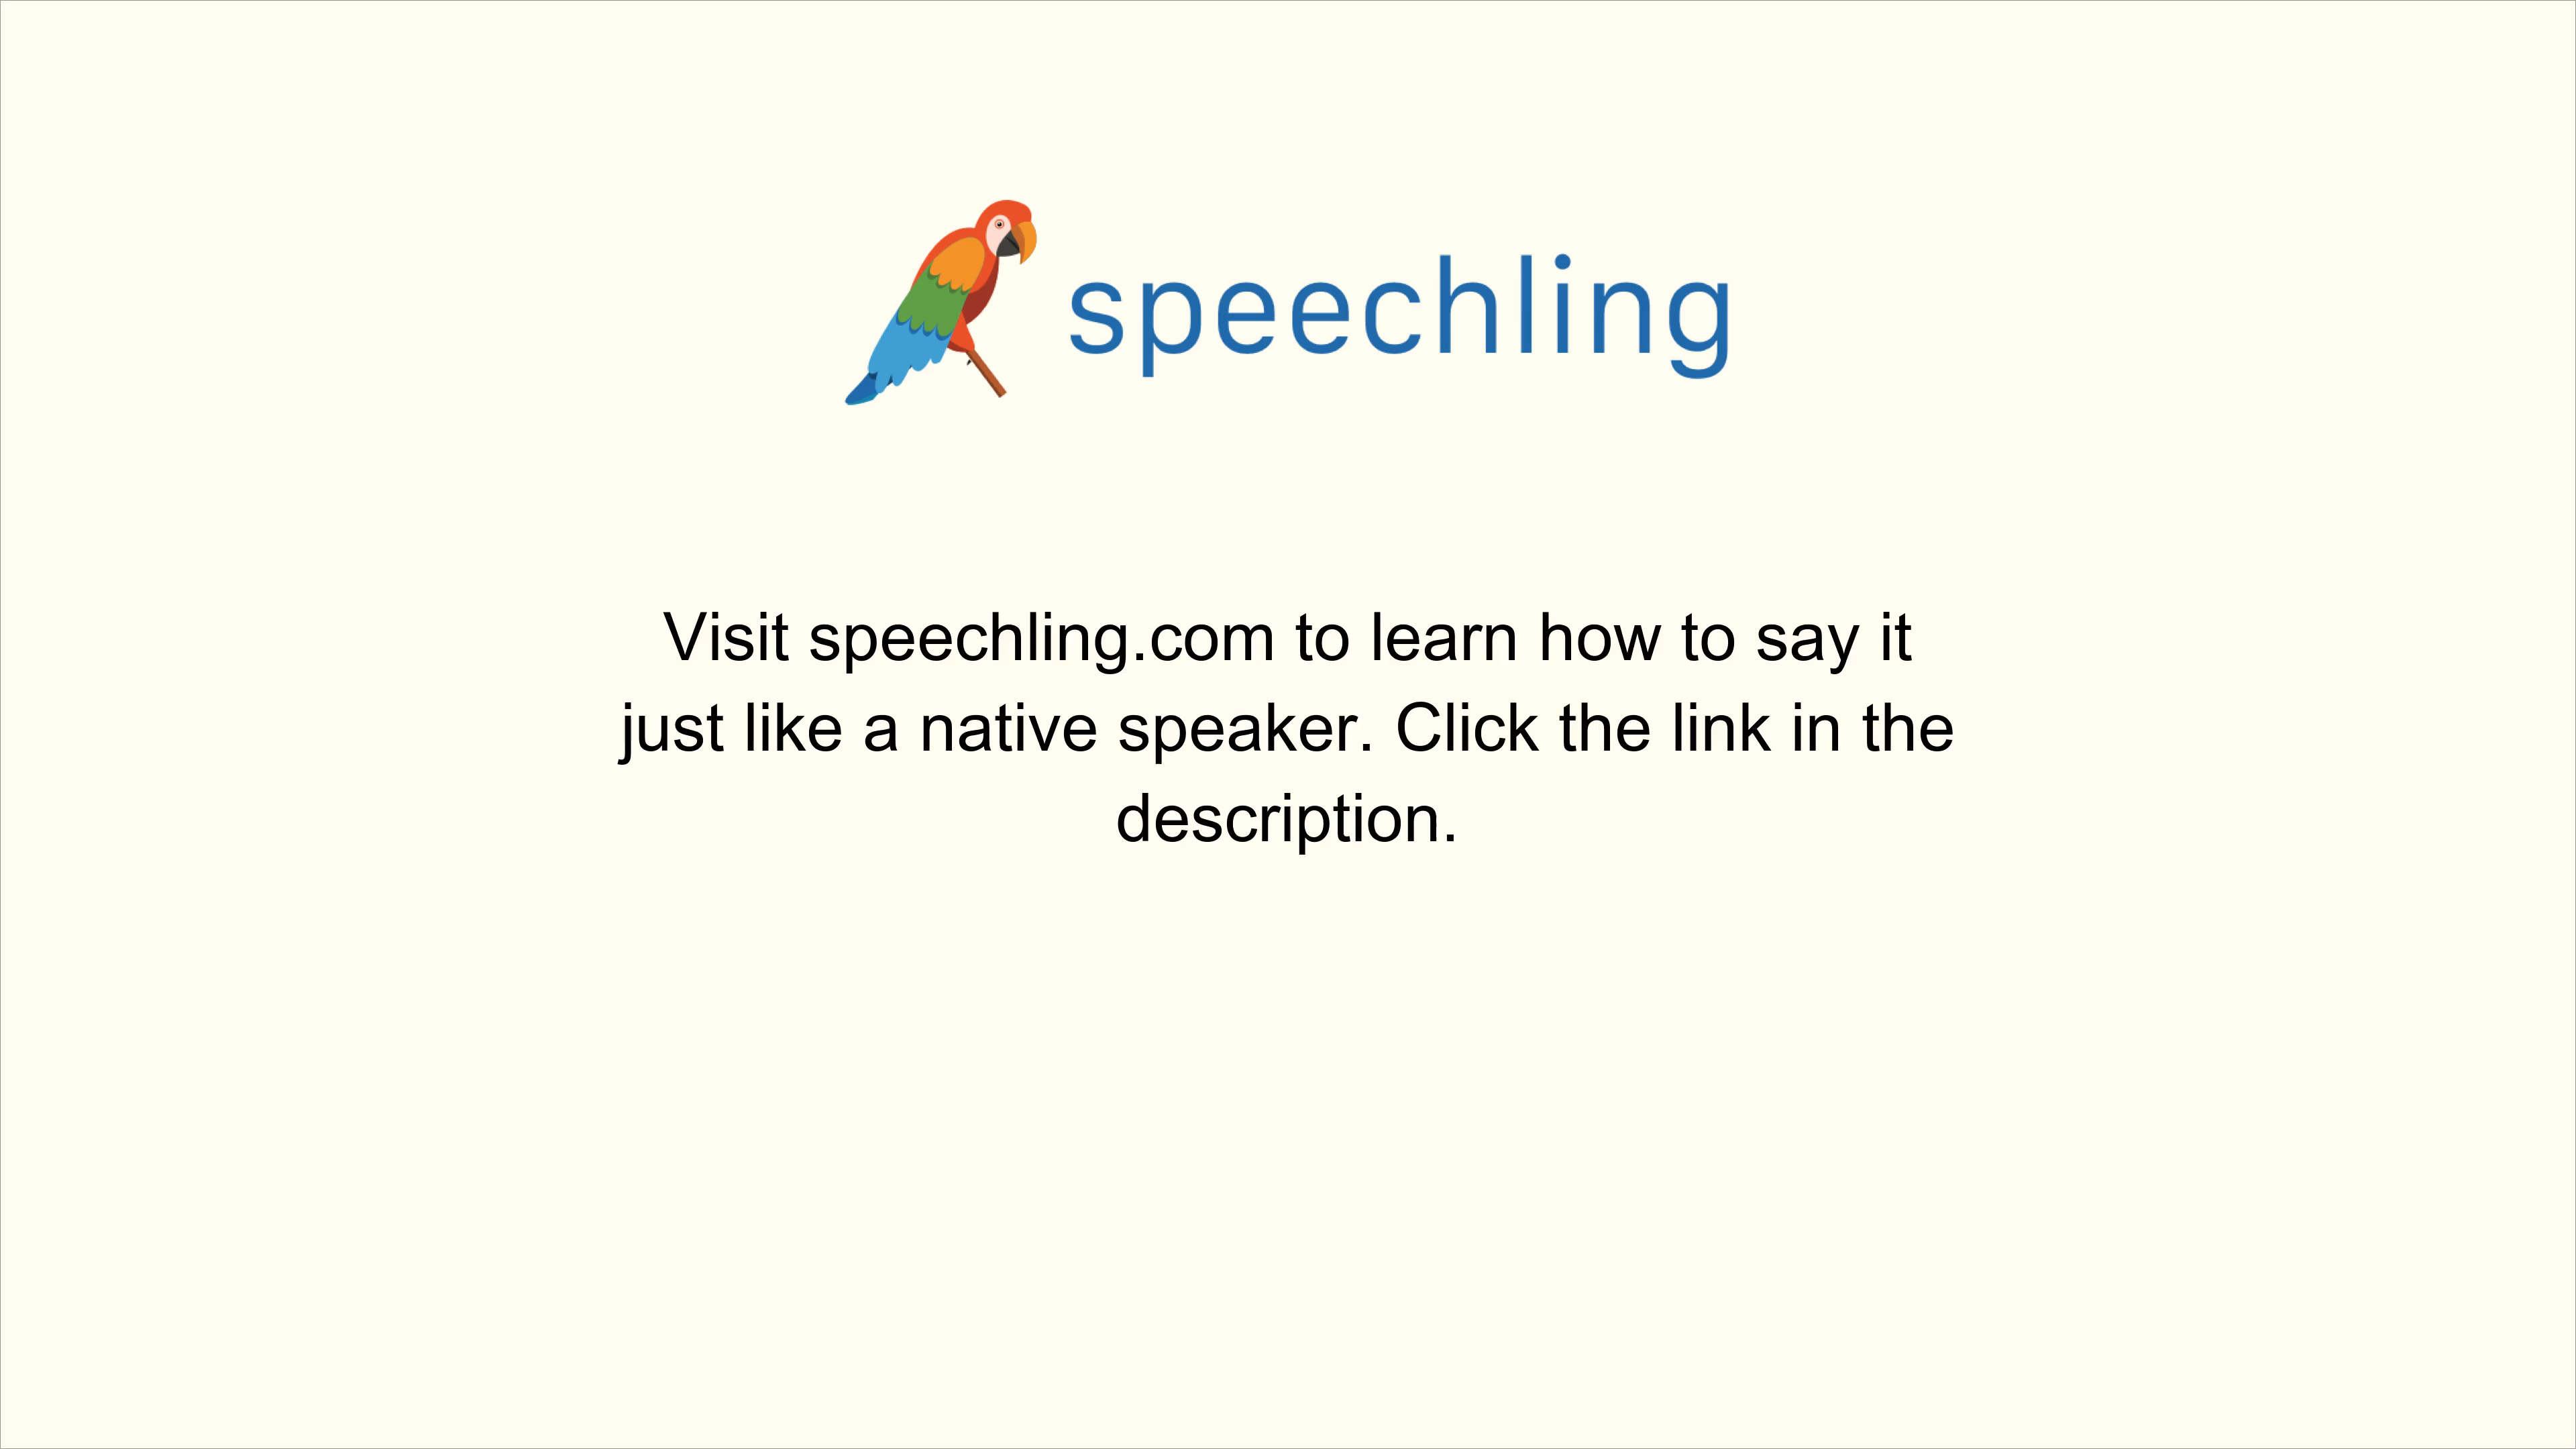 speechling
Visit speechling.com to learn how to say it
just like a native speaker. Click the link in the
description.